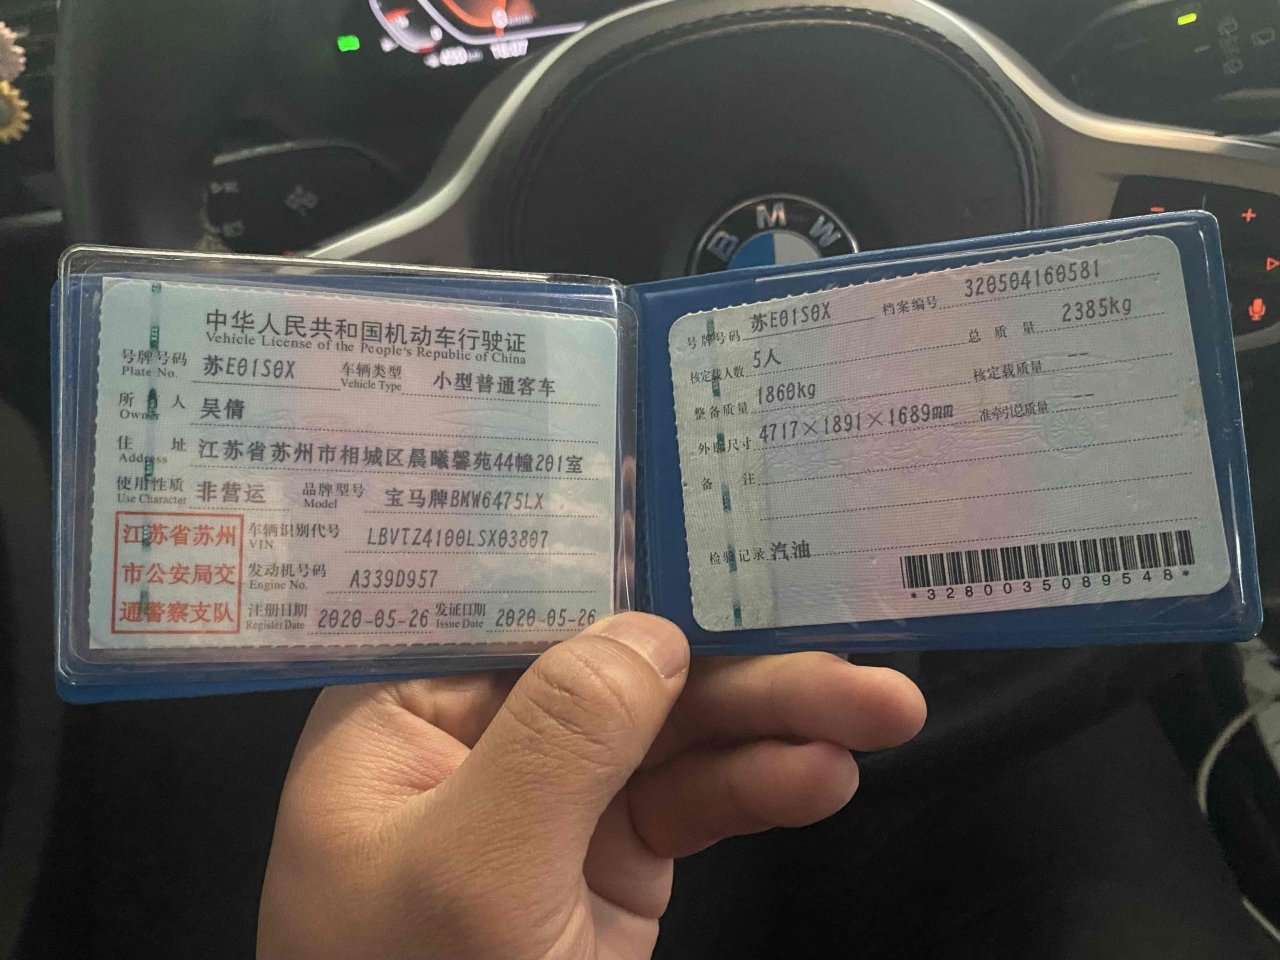 中华人民共和国机动车行驶证
Vehicle License of the People's Republic of China
号牌号码 苏E01S0X 车辆类型 小型普通客车
Plate No. Vehicle Type
所 人 吴倩
Owner
住 址 江苏省苏州市相城区晨曦馨苑44幢201室
Address
使用性质 非营运 品牌型号 宝马牌BMW6475LX
Use Character Model
江苏省苏州
市公安局交
通警察支队
车辆识别代号 LBVTZ4100LSX03807
VIN
发动机号码 A339D957
Engine No.
注册日期 2020-05-26 发证日期 2020-05-26
Register Date Issue Date
号牌号码 苏E01S0X 档案编号 320504160581
核定载人数 5人 总 质 量 2385kg
整备质量 1860kg 核定载质量 --
外廓尺寸 4717×1891×1689mm 准牵引总质量 --
备 注
检验记录 汽油
*3280035089548*
BMW